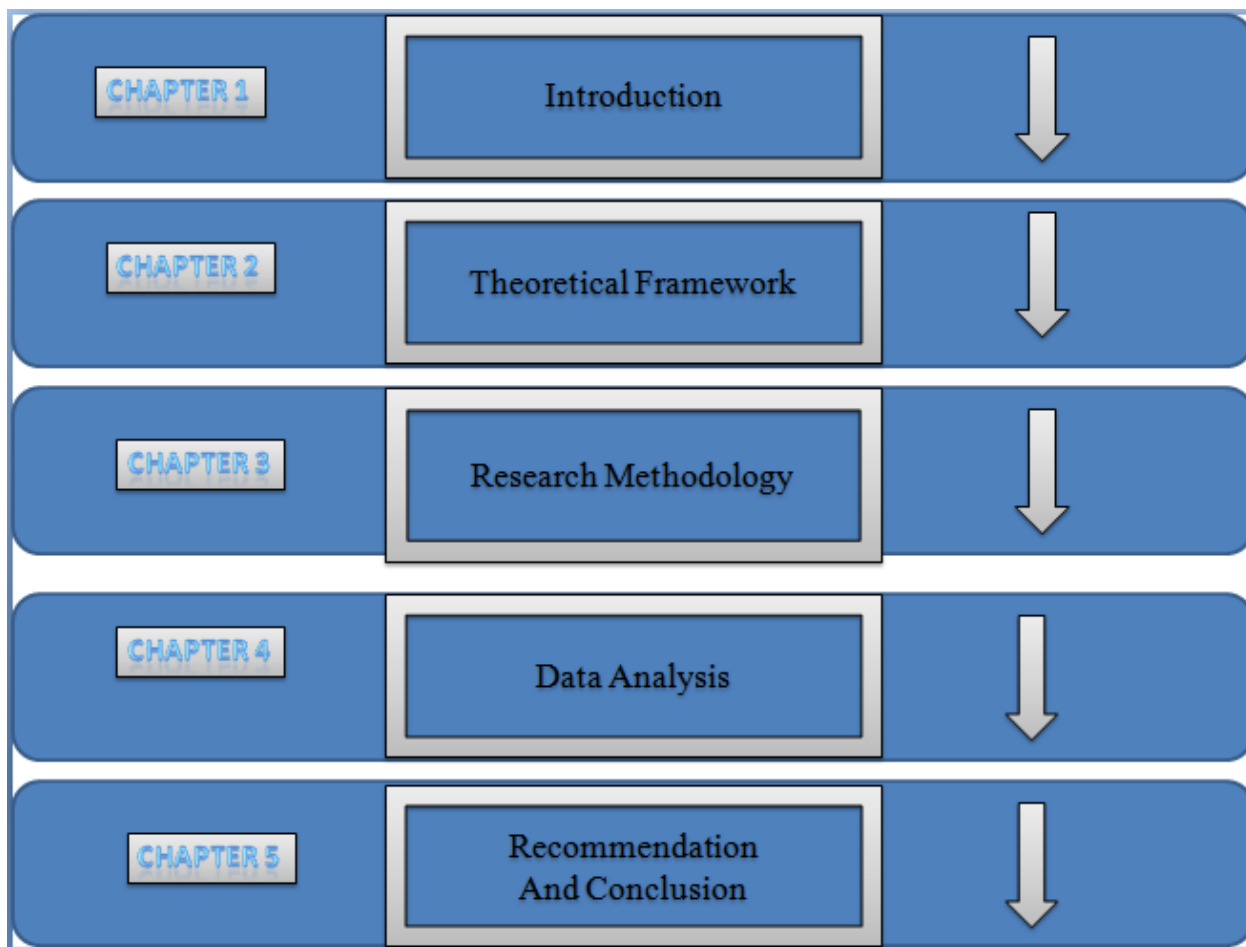 CHAPTER 1
Introduction
CHAPTER 2
Theoretical Framework
CHAPTER 3
Research Methodology
CHAPTER 4
Data Analysis
CHAPTER 5
Recommendation
And Conclusion